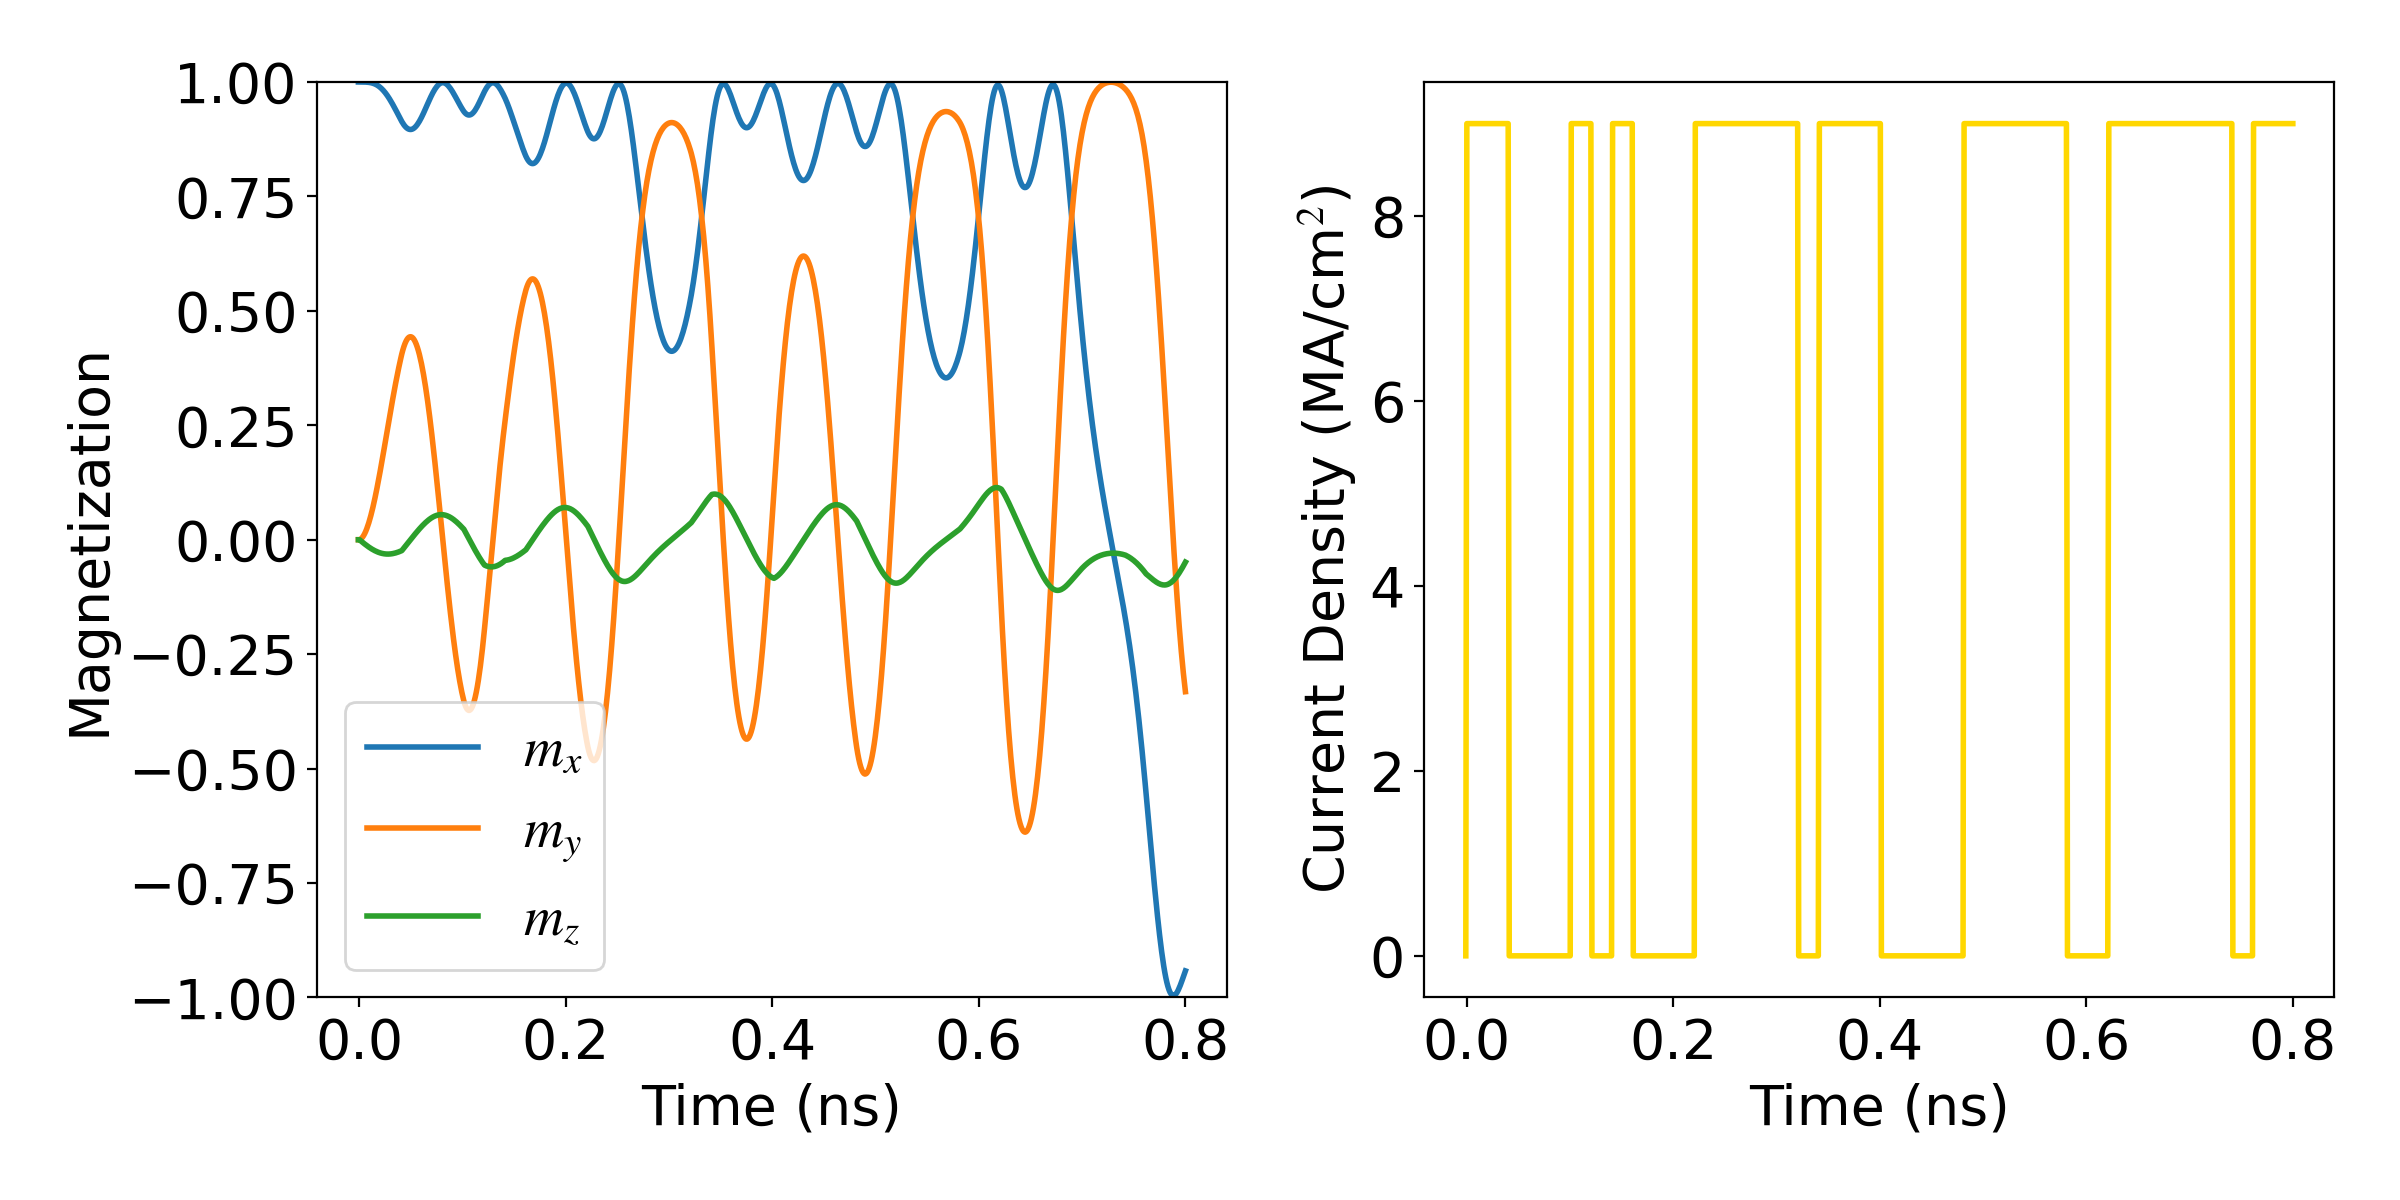 Magnetization
1.00
0.75
0.50
0.25
0.00
−0.25
−0.50
−0.75
−1.00
0.0 0.2 0.4 0.6 0.8
Time (ns)
m_x
m_y
m_z
Current Density (MA/cm²)
8
6
4
2
0
0.0 0.2 0.4 0.6 0.8
Time (ns)